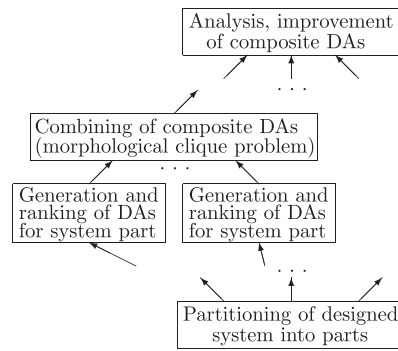 Analysis, improvement
of composite DAs
. . .
Combining of composite DAs
(morphological clique problem)
. . .
Generation and
ranking of DAs
for system part
Generation and
ranking of DAs
for system part
. . .
Partitioning of designed
system into parts